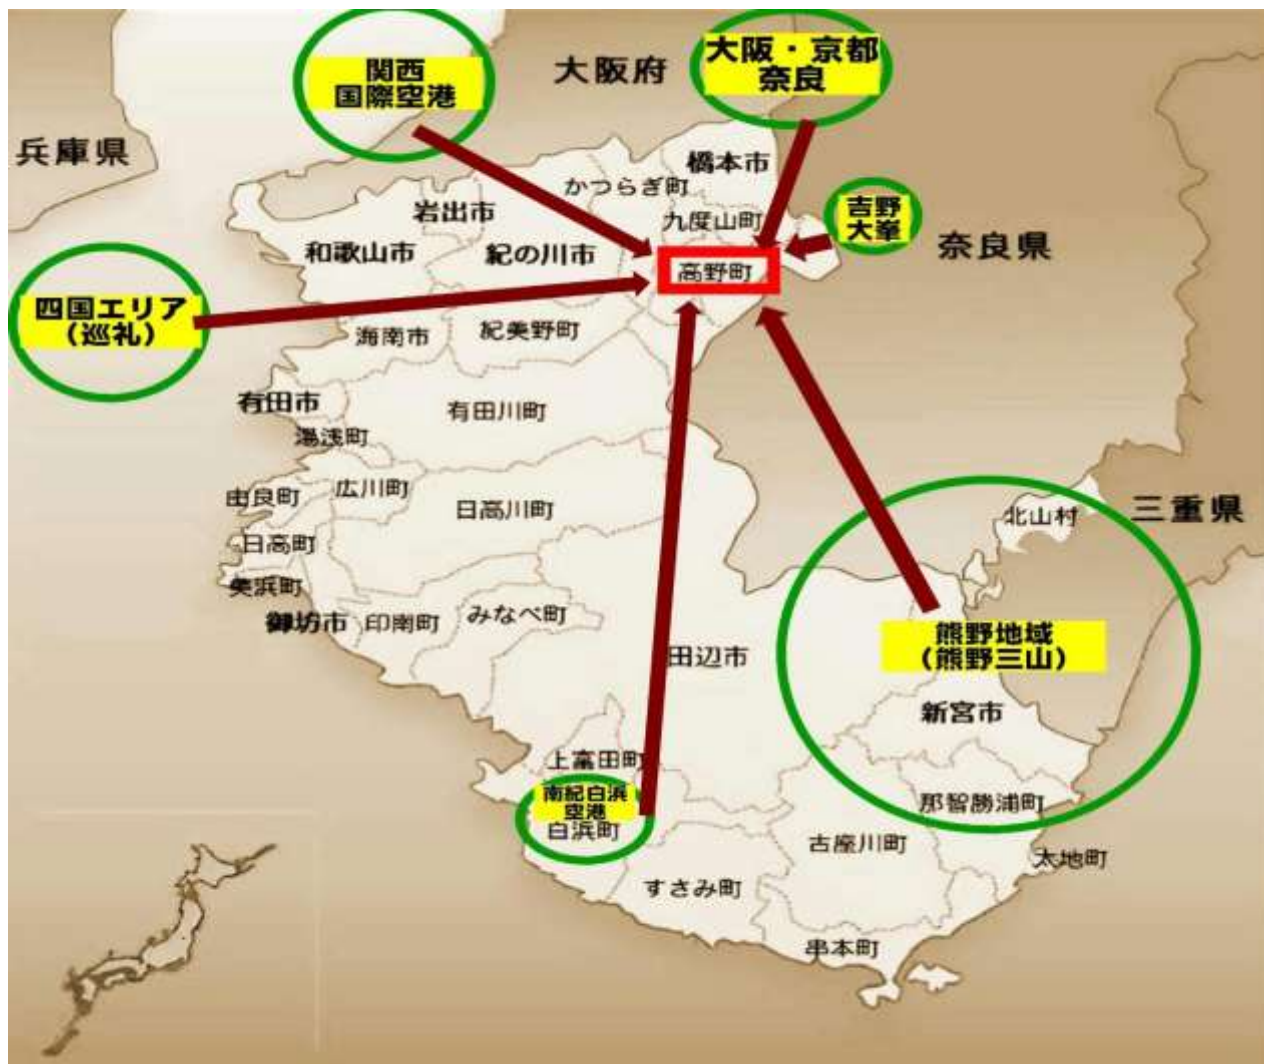 関西
国際空港
大阪府
大阪・京都
奈良
兵庫県
橋本市
かつらぎ町
岩出市
九度山町
吉野
大峯
和歌山市
紀の川市
高野町
奈良県
四国エリア
（巡礼）
海南市
紀美野町
有田市
有田川町
湯浅町
由良町
広川町
日高川町
北山村
三重県
日高町
美浜町
御坊市
印南町
みなべ町
熊野地域
（熊野三山）
田辺市
新宮市
上富田町
南紀白浜
空港
白浜町
那智勝浦町
古座川町
太地町
すさみ町
串本町